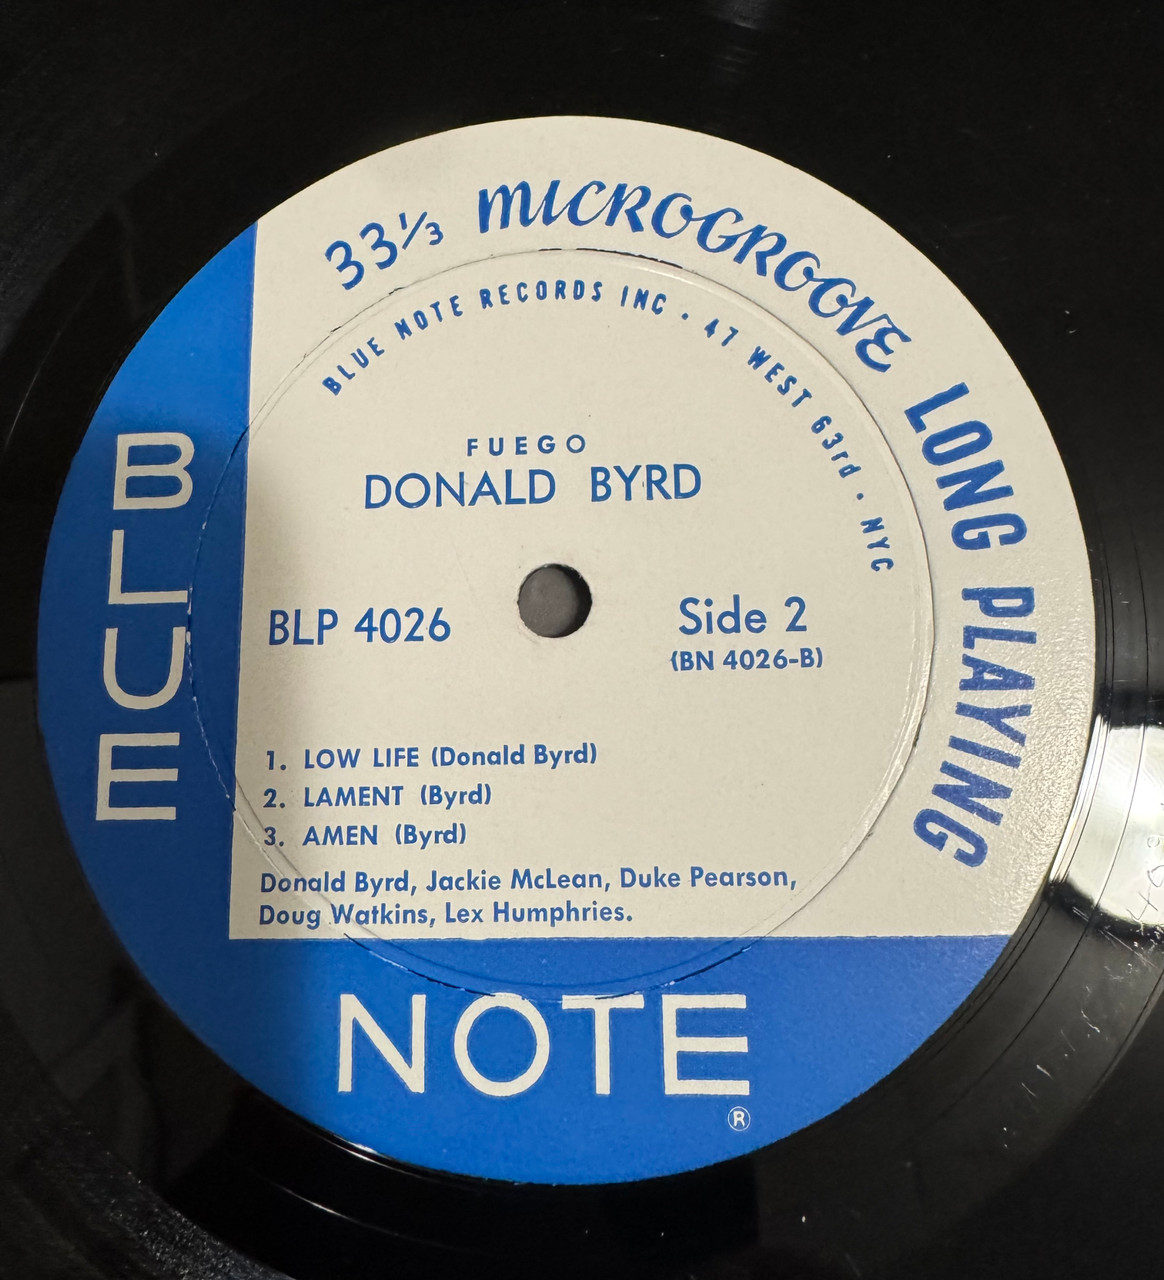 33⅓ MICROGROOVE LONG PLAYING
BLUE NOTE RECORDS INC · 47 WEST 63rd · NYC
FUEGO
DONALD BYRD
BLP 4026
Side 2
(BN 4026-B)
1. LOW LIFE (Donald Byrd)
2. LAMENT (Byrd)
3. AMEN (Byrd)
Donald Byrd, Jackie McLean, Duke Pearson,
Doug Watkins, Lex Humphries.
BLUE
NOTE
®